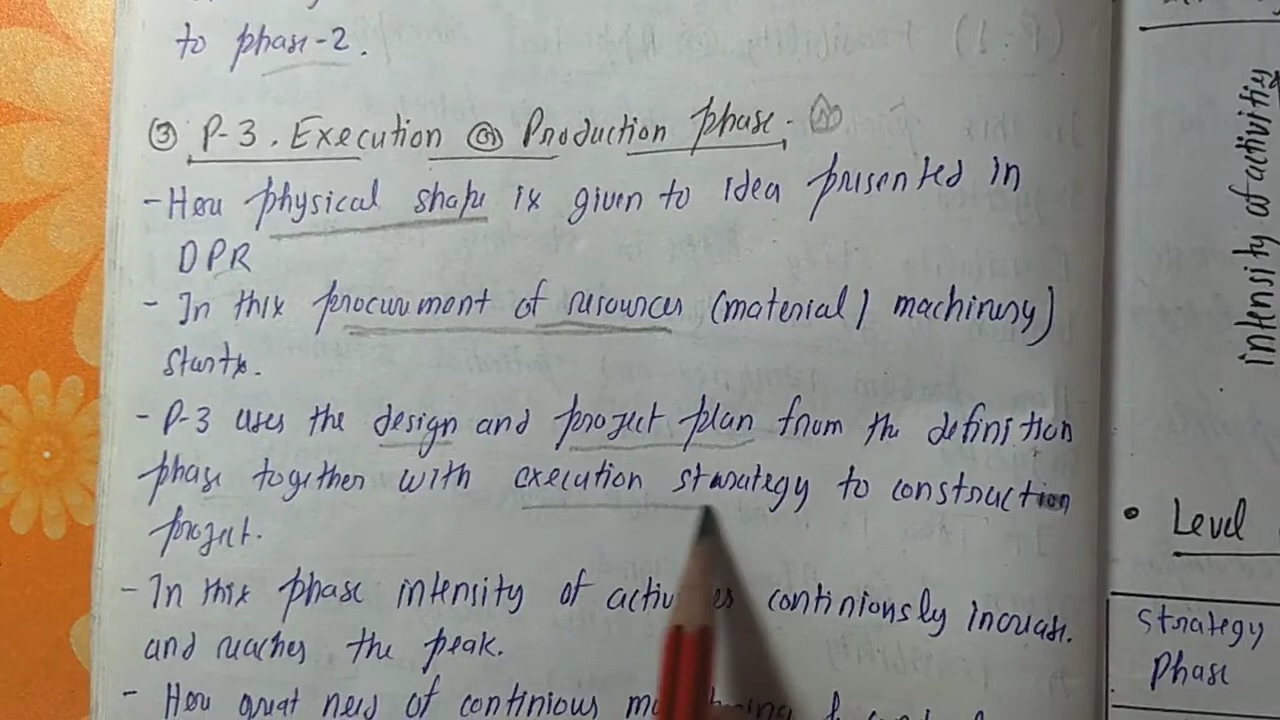 to phase-2.
③ P-3. Execution @ Production phase.
- Here physical shape is given to idea presented in
DPR
- In this procurement of resources (material / machinery)
starts.
- P-3 uses the design and project plan from the definition
phase together with execution strategy to construction
project.
- In this phase intensity of continiously increase.
and reaches the peak.
- Here great need of continious
intensity of activities
• Level
Strategy
Phase